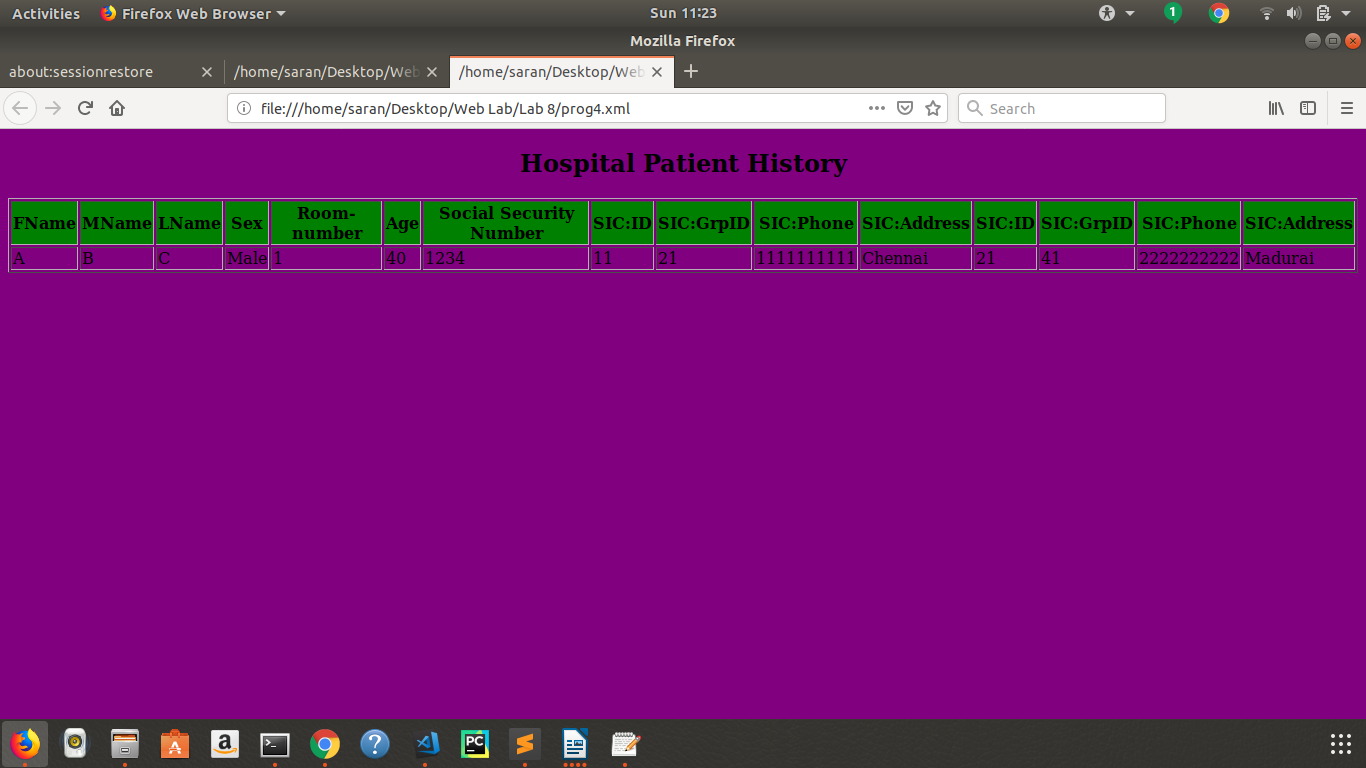 Activities Firefox Web Browser Sun 11:23 1
Mozilla Firefox
about:sessionrestore /home/saran/Desktop/Web /home/saran/Desktop/Web
file:///home/saran/Desktop/Web Lab/Lab 8/prog4.xml Search
Hospital Patient History
FName MName LName Sex Room-number Age Social Security Number SIC:ID SIC:GrpID SIC:Phone SIC:Address SIC:ID SIC:GrpID SIC:Phone SIC:Address
A B C Male 1 40 1234 11 21 1111111111 Chennai 21 41 2222222222 Madurai
PC